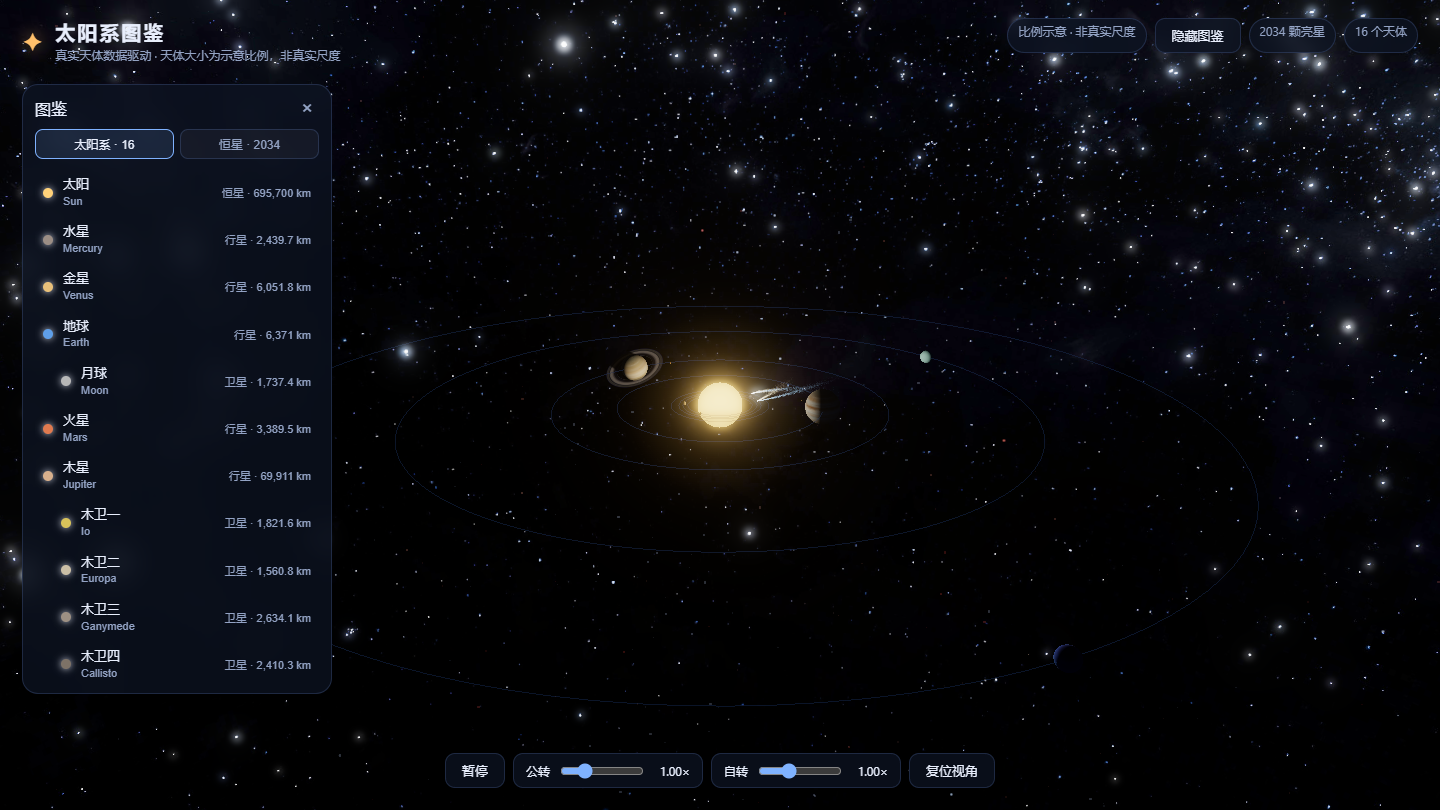 太阳系图鉴
真实天体数据驱动 · 天体大小为示意比例，非真实尺度
比例示意 · 非真实尺度
隐藏图鉴
2034 颗亮星
16 个天体
图鉴
×
太阳系 · 16
恒星 · 2034
太阳
Sun
恒星 · 695,700 km
水星
Mercury
行星 · 2,439.7 km
金星
Venus
行星 · 6,051.8 km
地球
Earth
行星 · 6,371 km
月球
Moon
卫星 · 1,737.4 km
火星
Mars
行星 · 3,389.5 km
木星
Jupiter
行星 · 69,911 km
木卫一
Io
卫星 · 1,821.6 km
木卫二
Europa
卫星 · 1,560.8 km
木卫三
Ganymede
卫星 · 2,634.1 km
木卫四
Callisto
卫星 · 2,410.3 km
暂停
公转
1.00×
自转
1.00×
复位视角